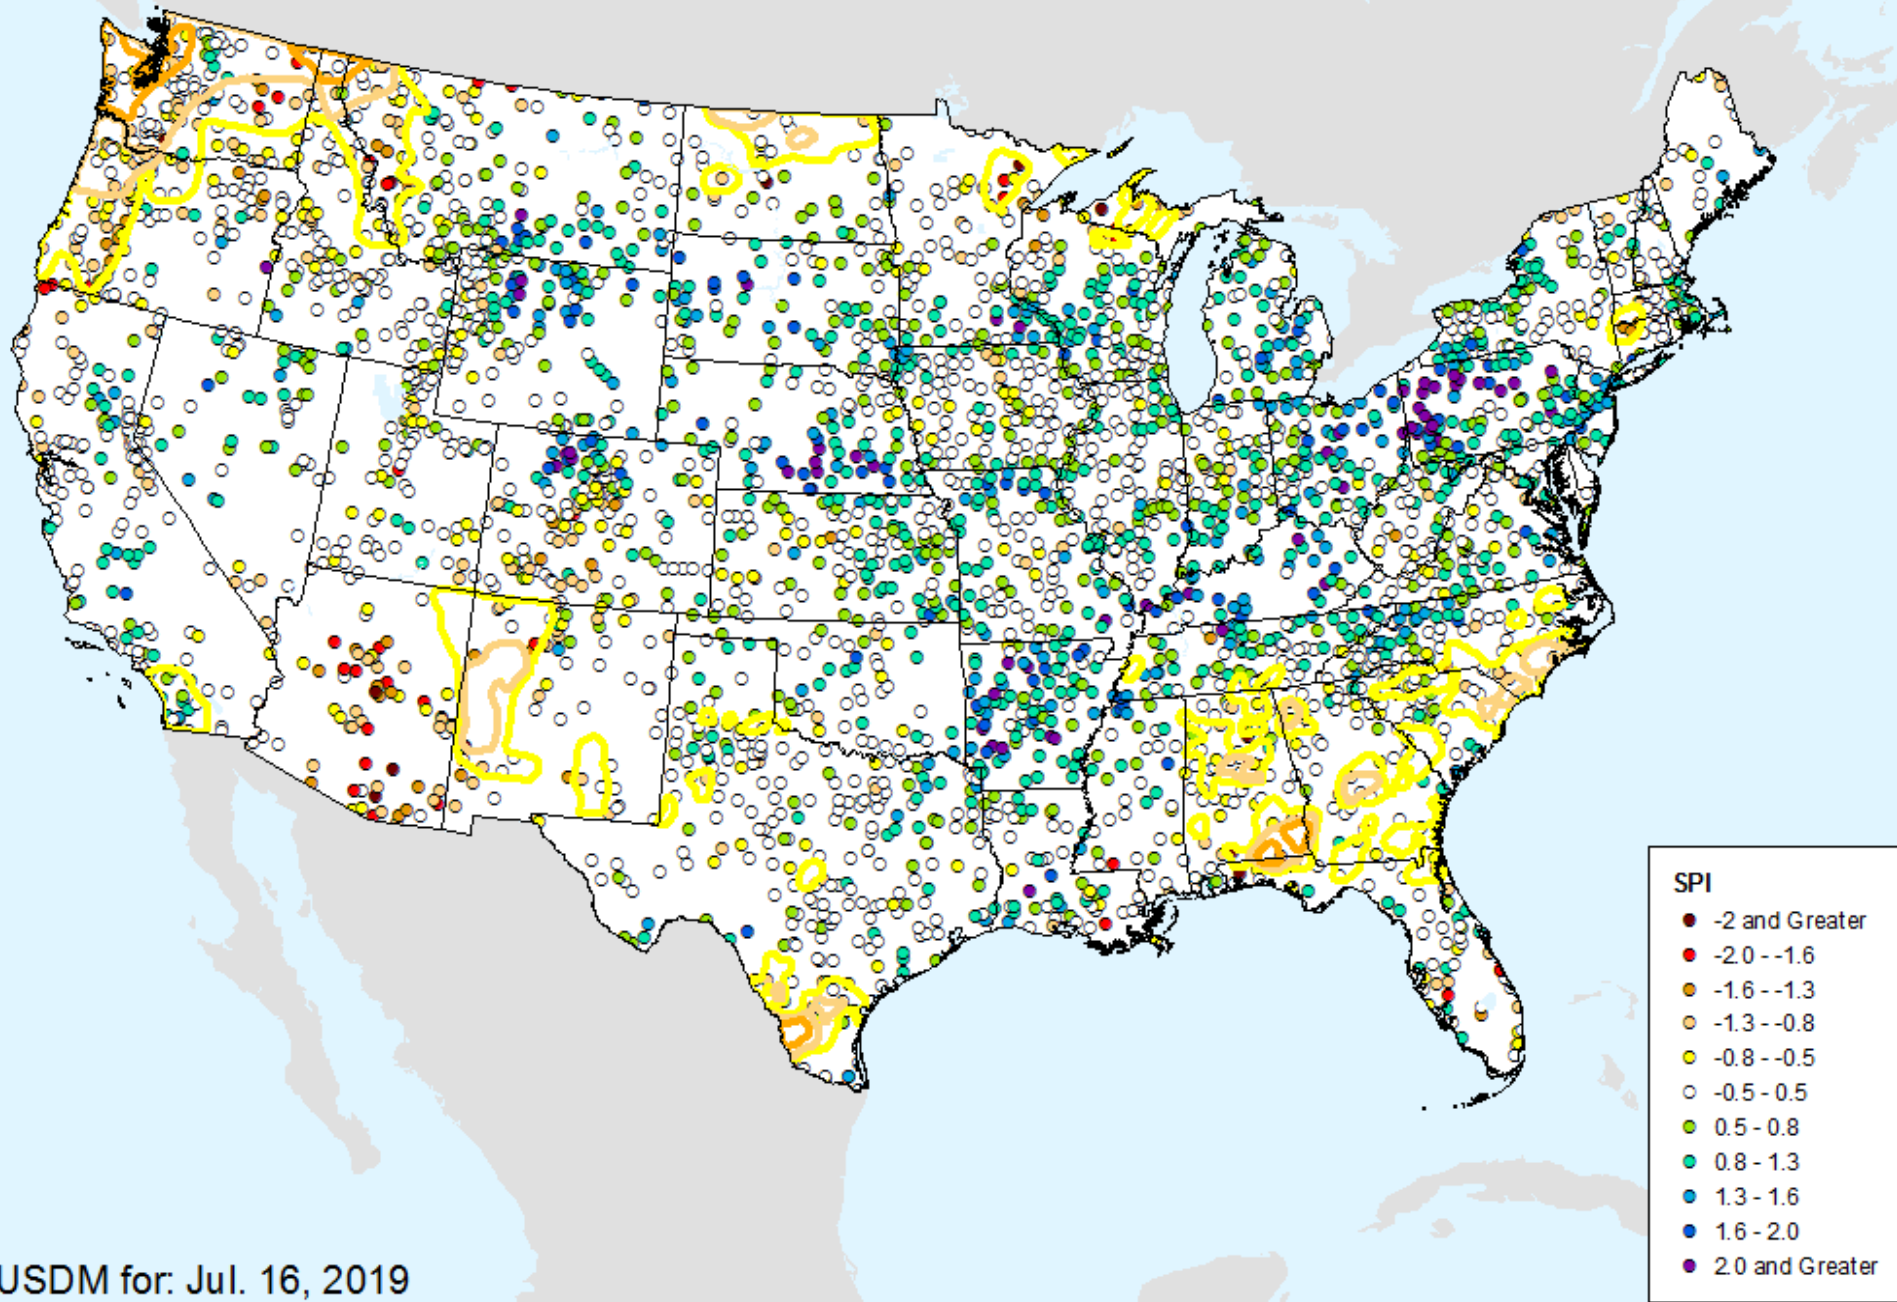 SPI
-2 and Greater
-2.0 - -1.6
-1.6 - -1.3
-1.3 - -0.8
-0.8 - -0.5
-0.5 - 0.5
0.5 - 0.8
0.8 - 1.3
1.3 - 1.6
1.6 - 2.0
2.0 and Greater
USDM for: Jul. 16, 2019